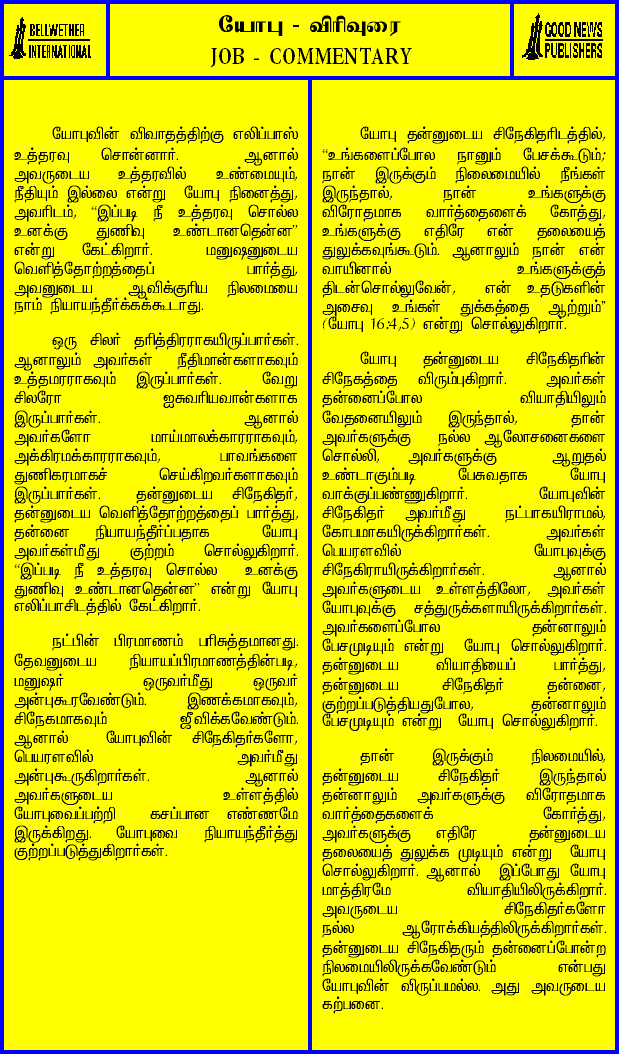 BELLWETHER
INTERNATIONAL
யோபு - விரிவுரை
JOB - COMMENTARY
GOOD NEWS
PUBLISHERS
யோபுவின் விவாதத்திற்கு எலிப்பாஸ்
உத்தரவு சொன்னார். ஆனால்
அவருடைய உத்தரவில் உண்மையும்,
நீதியும் இல்லை என்று யோபு நினைத்து,
அவரிடம், “இப்படி நீ உத்தரவு சொல்ல
உனக்கு துணிவு உண்டானதென்ன”
என்று கேட்கிறார். மனுஷனுடைய
வெளித்தோற்றத்தைப் பார்த்து,
அவனுடைய ஆவிக்குரிய நிலமையை
நாம் நியாயந்தீர்க்கக்கூடாது.
ஒரு சிலர் தரித்திரராகயிருப்பார்கள்.
ஆனாலும் அவர்கள் நீதிமான்களாகவும்
உத்தமரராகவும் இருப்பார்கள். வேறு
சிலரோ ஐசுவரியவான்களாக
இருப்பார்கள். ஆனால்
அவர்களோ மாய்மாலக்காரராகவும்,
அக்கிரமக்காரராகவும், பாவங்களை
துணிகரமாகச் செய்கிறவர்களாகவும்
இருப்பார்கள். தன்னுடைய சிநேகிதர்,
தன்னுடைய வெளித்தோற்றத்தைப் பார்த்து,
தன்னை நியாயந்தீர்ப்பதாக யோபு
அவர்கள்மீது குற்றம் சொல்லுகிறார்.
“இப்படி நீ உத்தரவு சொல்ல உனக்கு
துணிவு உண்டானதென்ன” என்று யோபு
எலிப்பாசிடத்தில் கேட்கிறார்.
நட்பின் பிரமாணம் பரிசுத்தமானது.
தேவனுடைய நியாயப்பிரமாணத்தின்படி,
மனுஷர் ஒருவர்மீது ஒருவர்
அன்புகூரவேண்டும். இணக்கமாகவும்,
சிநேகமாகவும் ஜீவிக்கவேண்டும்.
ஆனால் யோபுவின் சிநேகிதர்களோ,
பெயரளவில் அவர்மீது
அன்புகூருகிறார்கள். ஆனால்
அவர்களுடைய உள்ளத்தில்
யோபுவைப்பற்றி கசப்பான எண்ணமே
இருக்கிறது. யோபுவை நியாயந்தீர்த்து
குற்றப்படுத்துகிறார்கள்.
யோபு தன்னுடைய சிநேகிதரிடத்தில்,
“உங்களைப்போல நானும் பேசக்கூடும்;
நான் இருக்கும் நிலைமையில் நீங்கள்
இருந்தால், நான் உங்களுக்கு
விரோதமாக வார்த்தைளைக் கோத்து,
உங்களுக்கு எதிரே என் தலையைத்
துலுக்கவுங்கூடும். ஆனாலும் நான் என்
வாயினால் உங்களுக்குத்
திடன்சொல்லுவேன், என் உதடுகளின்
அசைவு உங்கள் துக்கத்தை ஆற்றும்”
(யோபு 16:4,5) என்று சொல்லுகிறார்.
யோபு தன்னுடைய சிநேகிதரின்
சிநேகத்தை விரும்புகிறார். அவர்கள்
தன்னைப்போல வியாதியிலும்
வேதனையிலும் இருந்தால், தான்
அவர்களுக்கு நல்ல ஆலோசனைகளை
சொல்லி, அவர்களுக்கு ஆறுதல்
உண்டாகும்படி பேசுவதாக யோபு
வாக்குப்பண்ணுகிறார். யோபுவின்
சிநேகிதர் அவர்மீது நட்பாகயிராமல்,
கோபமாகயிருக்கிறார்கள். அவர்கள்
பெயரளவில் யோபுவுக்கு
சிநேகிராயிருக்கிறார்கள். ஆனால்
அவர்களுடைய உள்ளத்திலோ, அவர்கள்
யோபுவுக்கு சத்துருக்களாயிருக்கிறார்கள்.
அவர்களைப்போல தன்னாலும்
பேசமுடியும் என்று யோபு சொல்லுகிறார்.
தன்னுடைய வியாதியைப் பார்த்து,
தன்னுடைய சிநேகிதர் தன்னை,
குற்றப்படுத்தியதுபோல, தன்னாலும்
பேசமுடியும் என்று யோபு சொல்லுகிறார்.
தான் இருக்கும் நிலமையில்,
தன்னுடைய சிநேகிதர் இருந்தால்
தன்னாலும் அவர்களுக்கு விரோதமாக
வார்த்தைகளைக் கோர்த்து,
அவர்களுக்கு எதிரே தன்னுடைய
தலையைத் துலுக்க முடியும் என்று யோபு
சொல்லுகிறார். ஆனால் இப்போது யோபு
மாத்திரமே வியாதியிலிருக்கிறார்.
அவருடைய சிநேகிதர்களோ
நல்ல ஆரோக்கியத்திலிருக்கிறார்கள்.
தன்னுடைய சிநேகிதரும் தன்னைப்போன்ற
நிலமையிலிருக்கவேண்டும் என்பது
யோபுவின் விருப்பமல்ல. அது அவருடைய
கற்பனை.